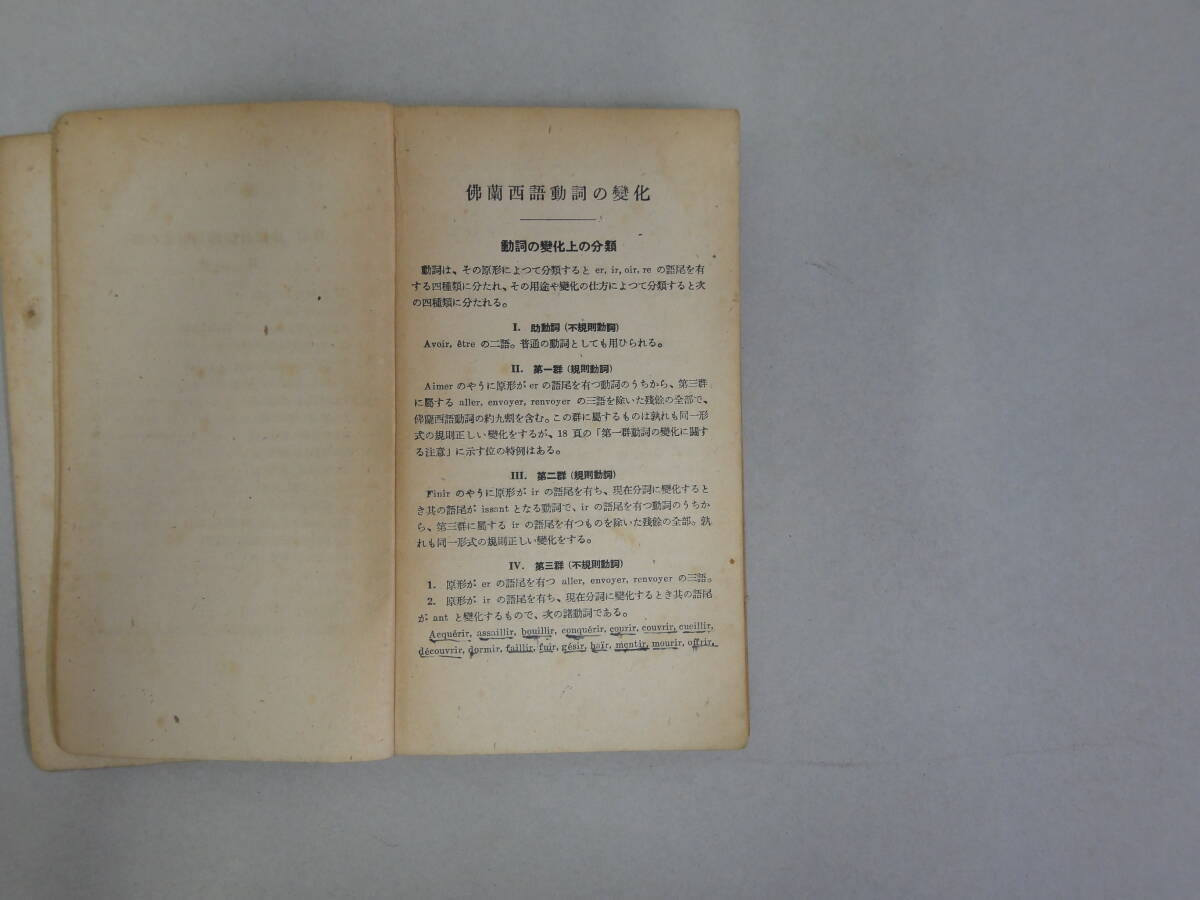 佛蘭西語動詞の變化
動詞の變化上の分類
動詞は、その原形によつて分類すると er, ir, oir, re の語尾を有
する四種類に分たれ、その用途や變化の仕方によつて分類すると次
の四種類に分たれる。
I. 助動詞 (不規則動詞)
Avoir, être の二語。普通の動詞としても用ひられる。
II. 第一群 (規則動詞)
Aimer のやうに原形が er の語尾を有つ動詞のうちから、第三群
に屬する aller, envoyer, renvoyer の三語を除いた殘餘の全部で、
佛蘭西語動詞の約九割を含む。この群に屬するものは孰れも同一形
式の規則正しい變化をするが、18 頁の「第一群動詞の變化に關す
る注意」に示す位の特例はある。
III. 第二群 (規則動詞)
Finir のやうに原形が ir の語尾を有ち、現在分詞に變化すると
き其の語尾が issant となる動詞で、ir の語尾を有つ動詞のうちか
ら、第三群に屬する ir の語尾を有つものを除いた殘餘の全部。孰
れも同一形式の規則正しい變化をする。
IV. 第三群 (不規則動詞)
1. 原形が er の語尾を有つ aller, envoyer, renvoyer の三語。
2. 原形が ir の語尾を有ち、現在分詞に變化するとき其の語尾
が ant と變化するもので、次の諸動詞である。
Acquérir, assaillir, bouillir, conquérir, courir, couvrir, cueillir,
découvrir, dormir, faillir, fuir, gésir, haïr, mentir, mourir, offrir,